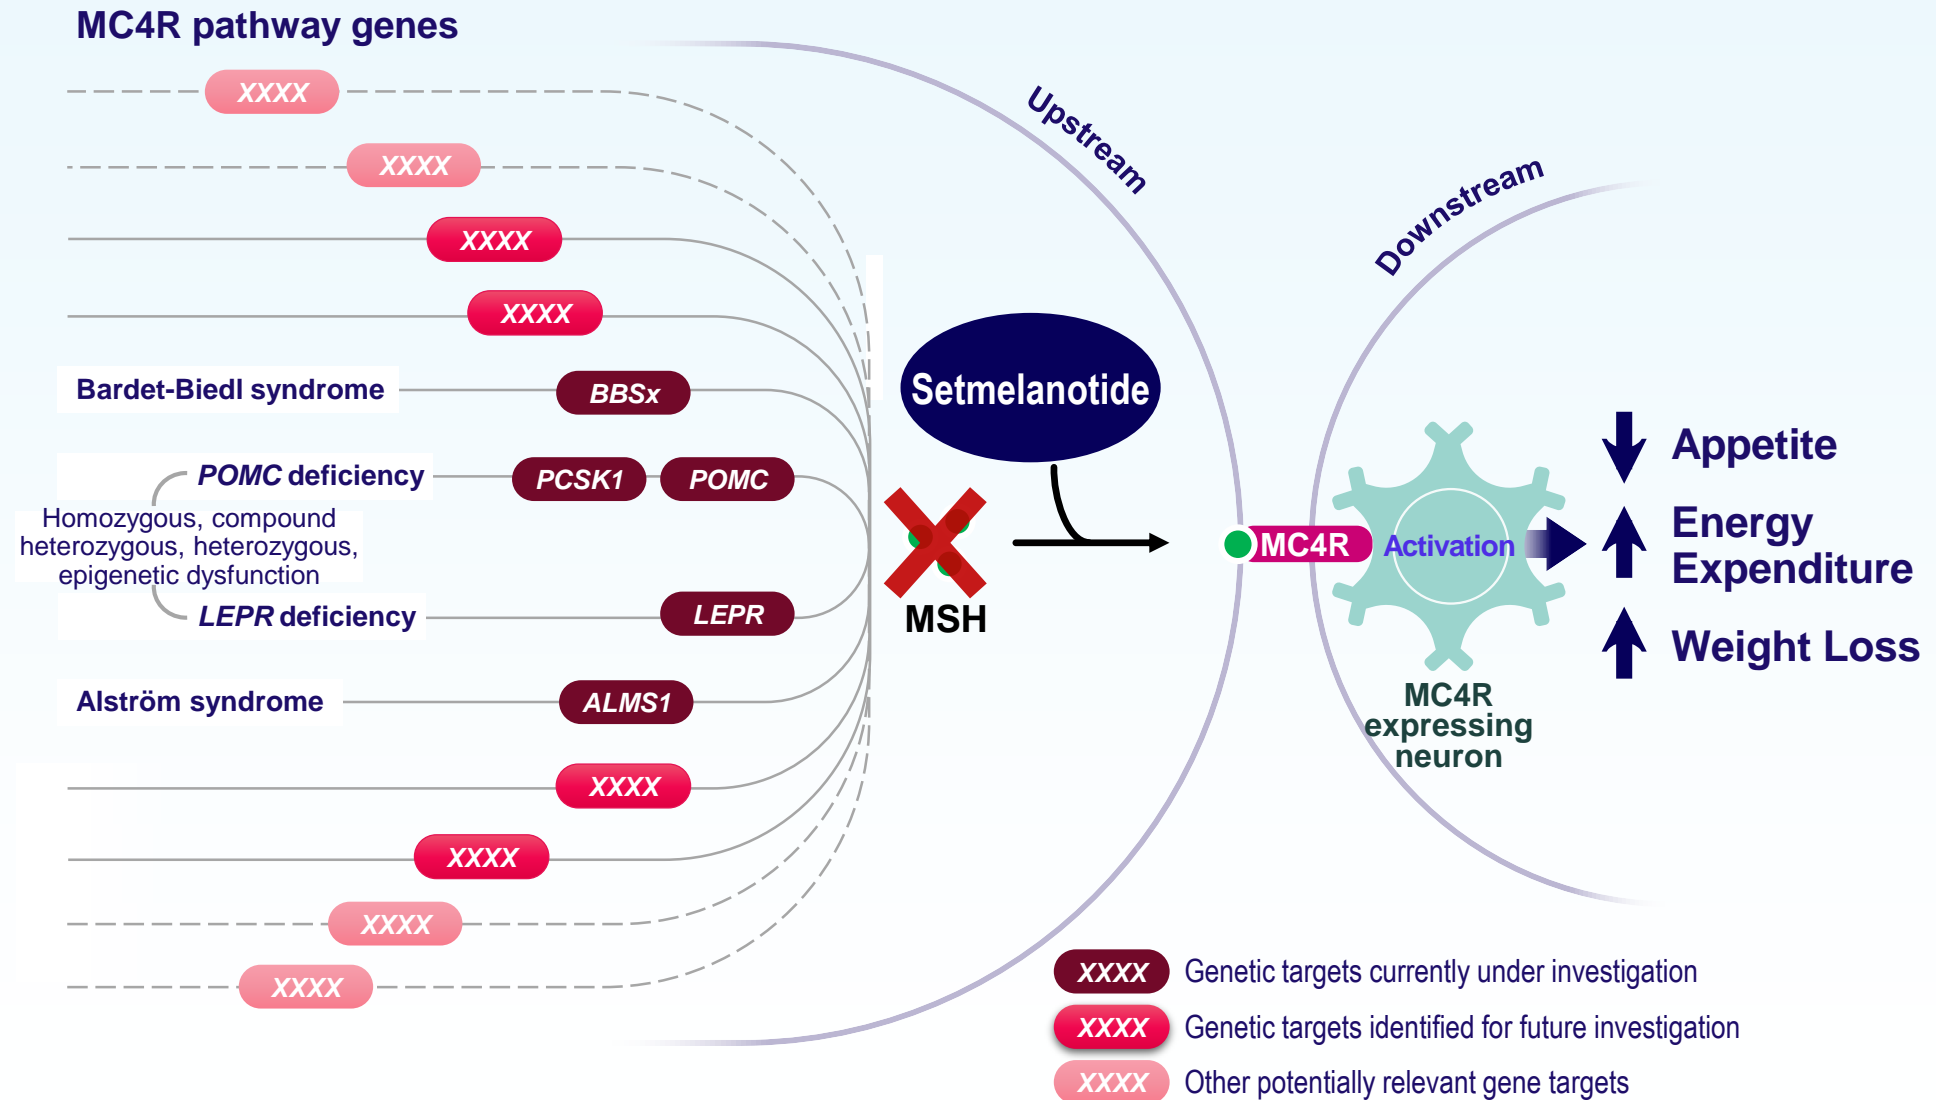 MC4R pathway genes
XXXX
XXXX
XXXX
XXXX
Bardet-Biedl syndrome
BBSx
POMC deficiency
PCSK1
POMC
Homozygous, compound
heterozygous, heterozygous,
epigenetic dysfunction
LEPR deficiency
LEPR
Alström syndrome
ALMS1
XXXX
XXXX
XXXX
XXXX
Upstream
Setmelanotide
MSH
Downstream
MC4R
Activation
MC4R
expressing
neuron
Appetite
Energy
Expenditure
Weight Loss
XXXX Genetic targets currently under investigation
XXXX Genetic targets identified for future investigation
XXXX Other potentially relevant gene targets